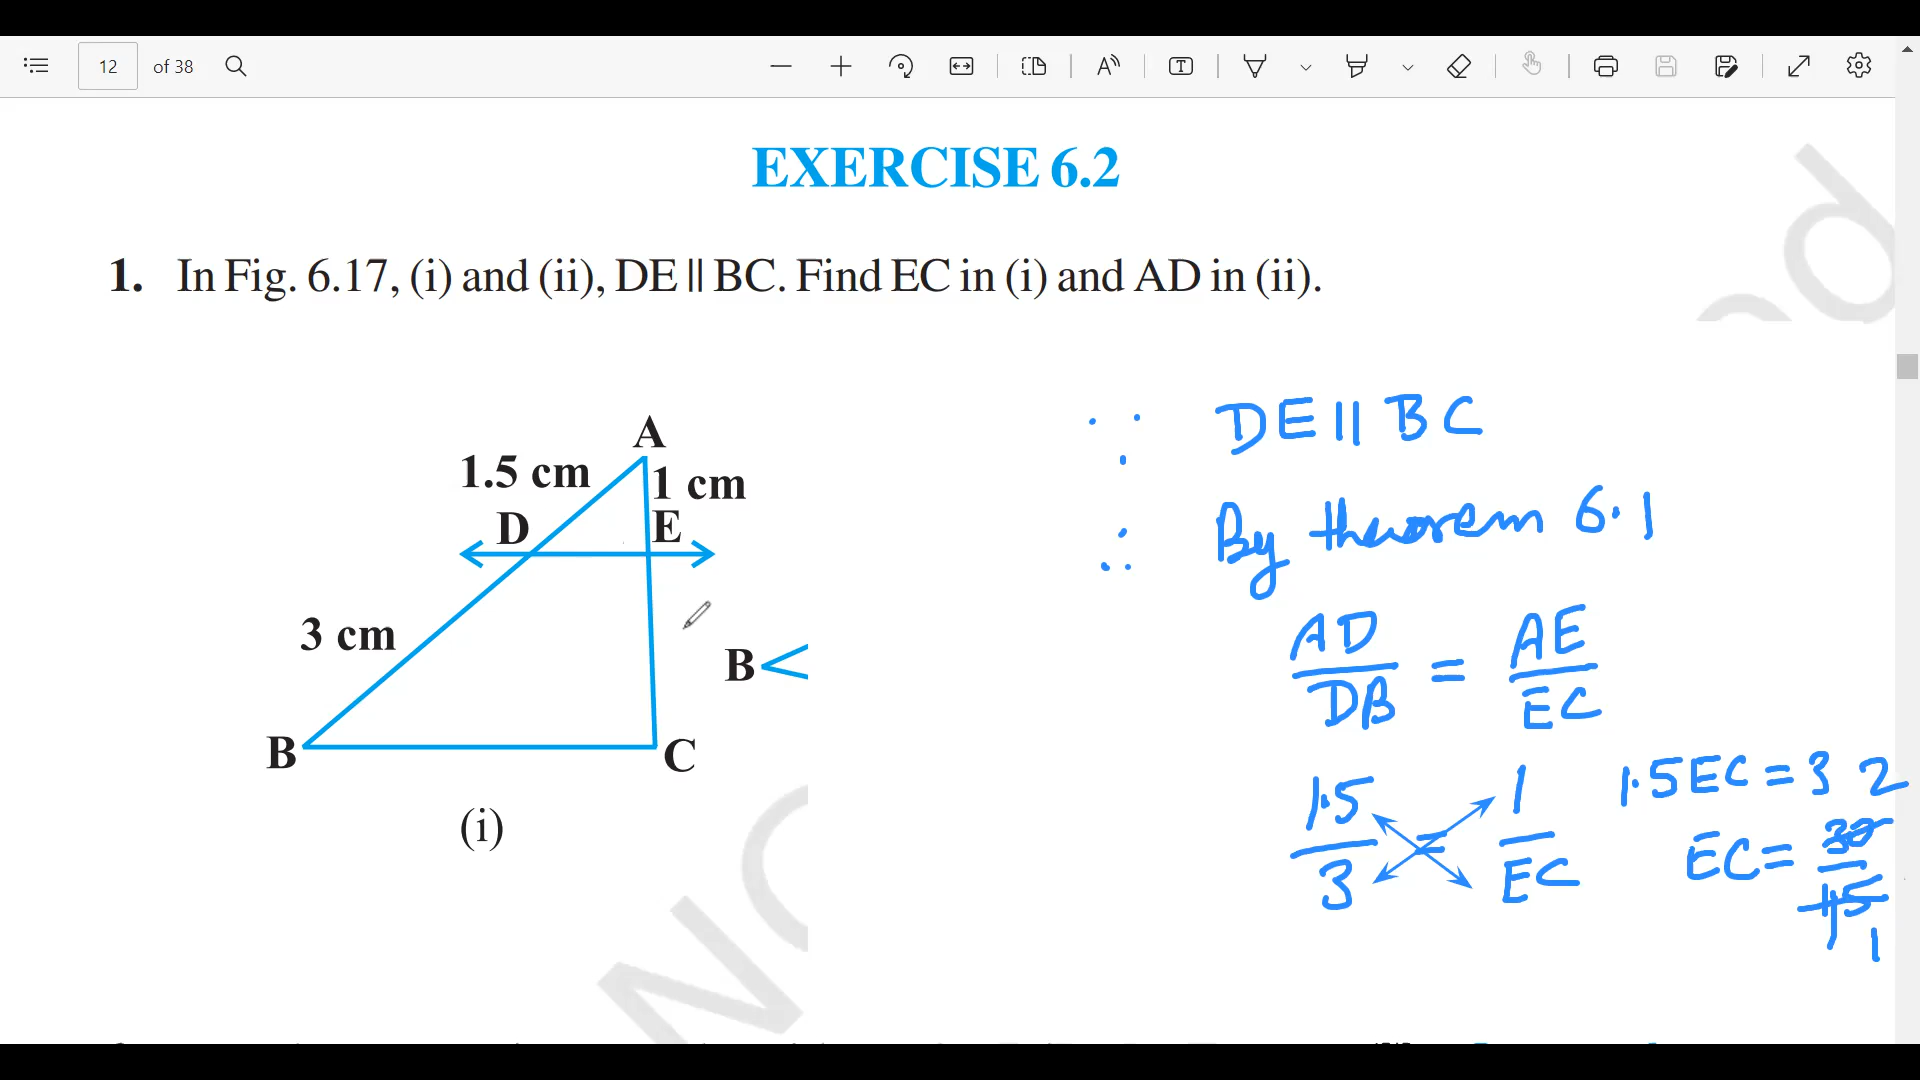 12 of 38
EXERCISE 6.2
1. In Fig. 6.17, (i) and (ii), DE || BC. Find EC in (i) and AD in (ii).
A
1.5 cm
1 cm
D
E
3 cm
B
B
C
(i)
∵ DE || BC
∴ By theorem 6.1
AD/DB = AE/EC
1.5/3 = 1/EC
1.5EC = 3
2
EC = 30/15
1